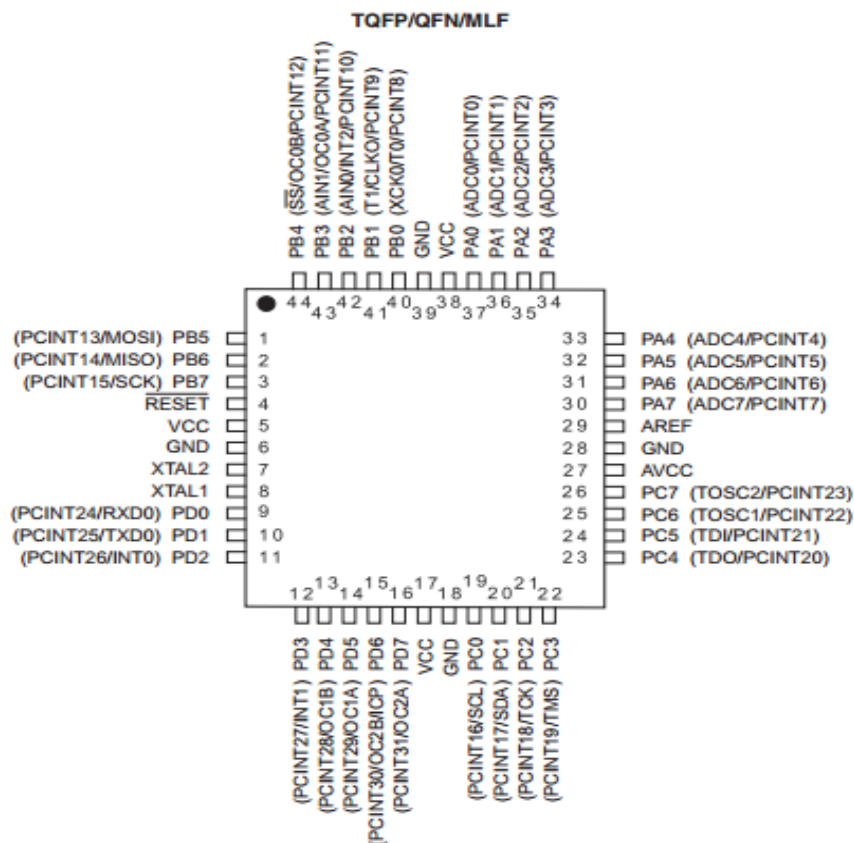 TQFP/QFN/MLF
PB4 (SS/OC0B/PCINT12)
PB3 (AIN1/OC0A/PCINT11)
PB2 (AIN0/INT2/PCINT10)
PB1 (T1/CLKO/PCINT9)
PB0 (XCK0/T0/PCINT8)
GND
VCC
PA0 (ADC0/PCINT0)
PA1 (ADC1/PCINT1)
PA2 (ADC2/PCINT2)
PA3 (ADC3/PCINT3)
44 43 42 41 40 39 38 37 36 35 34
(PCINT13/MOSI) PB5 1
(PCINT14/MISO) PB6 2
(PCINT15/SCK) PB7 3
RESET 4
VCC 5
GND 6
XTAL2 7
XTAL1 8
(PCINT24/RXD0) PD0 9
(PCINT25/TXD0) PD1 10
(PCINT26/INT0) PD2 11
33 PA4 (ADC4/PCINT4)
32 PA5 (ADC5/PCINT5)
31 PA6 (ADC6/PCINT6)
30 PA7 (ADC7/PCINT7)
29 AREF
28 GND
27 AVCC
26 PC7 (TOSC2/PCINT23)
25 PC6 (TOSC1/PCINT22)
24 PC5 (TDI/PCINT21)
23 PC4 (TDO/PCINT20)
12 13 14 15 16 17 18 19 20 21 22
(PCINT27/INT1) PD3
(PCINT28/OC1B) PD4
(PCINT29/OC1A) PD5
(PCINT30/OC2B/ICP) PD6
(PCINT31/OC2A) PD7
VCC
GND
(PCINT16/SCL) PC0
(PCINT17/SDA) PC1
(PCINT18/TCK) PC2
(PCINT19/TMS) PC3